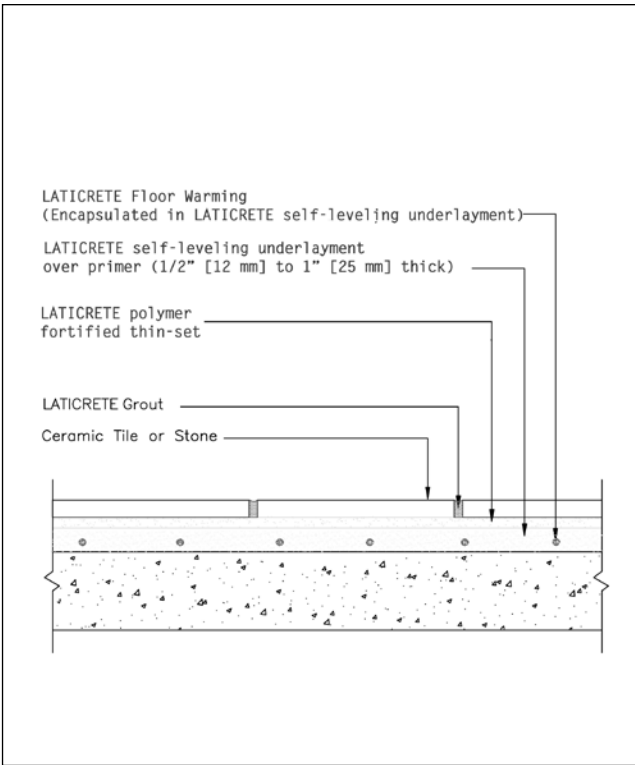 LATICRETE Floor Warming
(Encapsulated in LATICRETE self-leveling underlayment)
LATICRETE self-leveling underlayment
over primer (1/2” [12 mm] to 1” [25 mm] thick)
LATICRETE polymer
fortified thin-set
LATICRETE Grout
Ceramic Tile or Stone